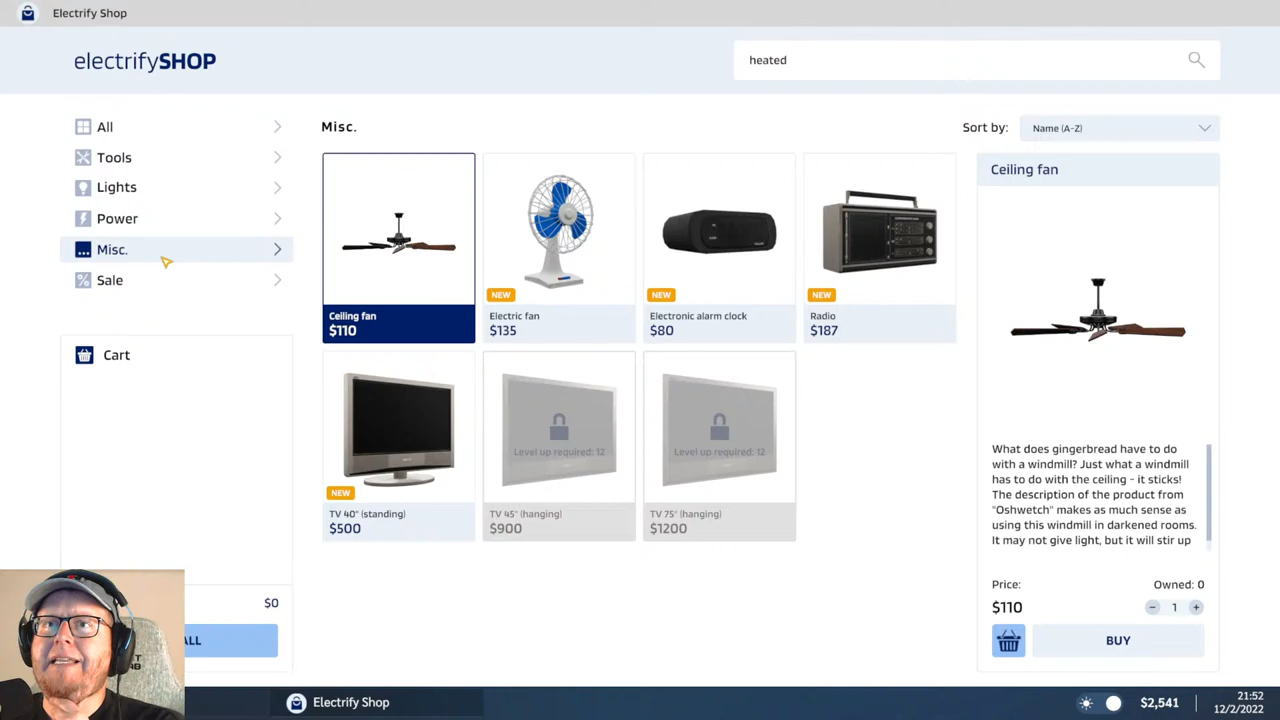 Electrify Shop
electrifySHOP
heated
All
Tools
Lights
Power
Misc.
Sale
Cart
$0
ALL
Misc.
Sort by:
Name (A-Z)
Ceiling fan
$110
NEW
Electric fan
$135
NEW
Electronic alarm clock
$80
NEW
Radio
$187
NEW
TV 40" (standing)
$500
Level up required: 12
TV 45" (hanging)
$900
Level up required: 12
TV 75" (hanging)
$1200
Ceiling fan
What does gingerbread have to do
with a windmill? Just what a windmill
has to do with the ceiling - it sticks!
The description of the product from
"Oshwetch" makes as much sense as
using this windmill in darkened rooms.
It may not give light, but it will stir up
Price:
Owned: 0
$110
1
BUY
Electrify Shop
$2,541
21:52
12/2/2022